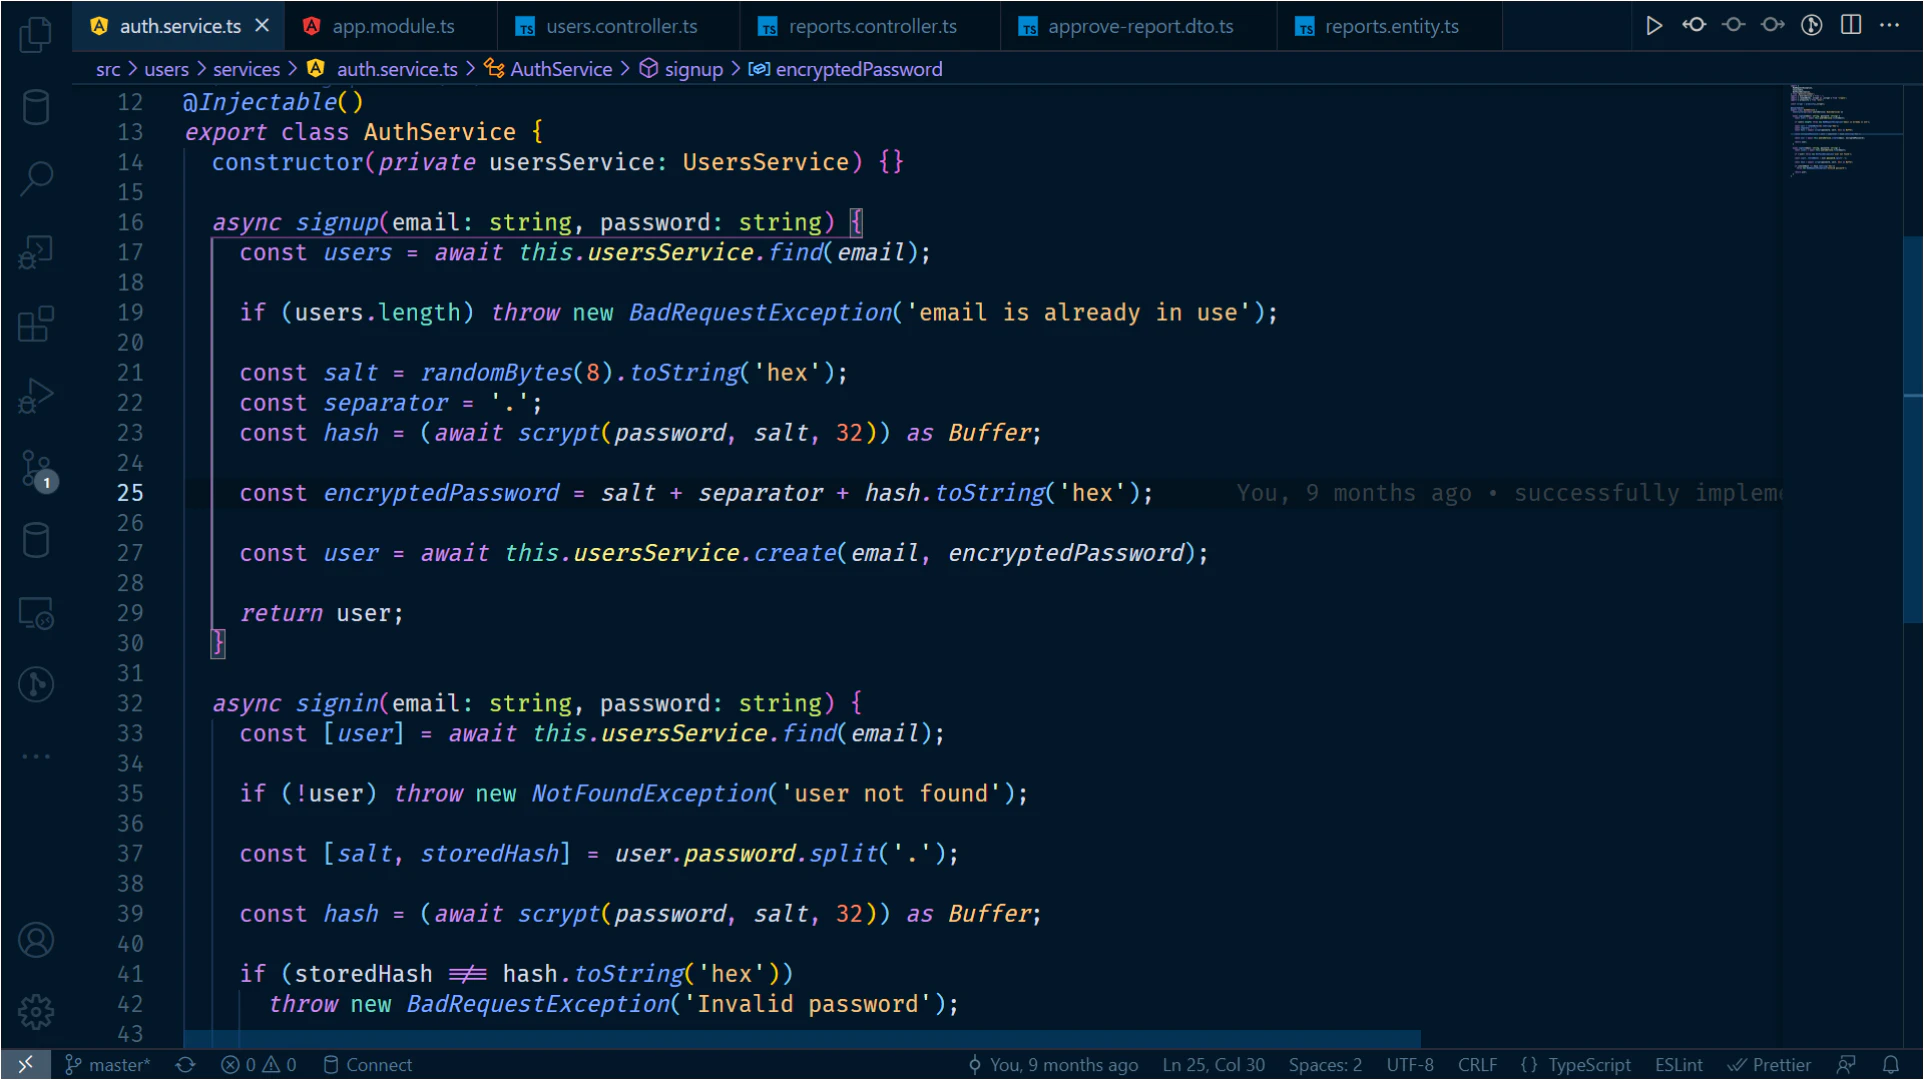 auth.service.ts app.module.ts users.controller.ts reports.controller.ts approve-report.dto.ts reports.entity.ts
src > users > services > auth.service.ts > AuthService > signup > encryptedPassword
12 @Injectable()
13 export class AuthService {
14 constructor(private usersService: UsersService) {}
15
16 async signup(email: string, password: string) {
17 const users = await this.usersService.find(email);
18
19 if (users.length) throw new BadRequestException('email is already in use');
20
21 const salt = randomBytes(8).toString('hex');
22 const separator = '.';
23 const hash = (await scrypt(password, salt, 32)) as Buffer;
24
25 const encryptedPassword = salt + separator + hash.toString('hex'); You, 9 months ago • successfully impleme
26
27 const user = await this.usersService.create(email, encryptedPassword);
28
29 return user;
30 }
31
32 async signin(email: string, password: string) {
33 const [user] = await this.usersService.find(email);
34
35 if (!user) throw new NotFoundException('user not found');
36
37 const [salt, storedHash] = user.password.split('.');
38
39 const hash = (await scrypt(password, salt, 32)) as Buffer;
40
41 if (storedHash !== hash.toString('hex'))
42 throw new BadRequestException('Invalid password');
43
1
master* 0 0 Connect You, 9 months ago Ln 25, Col 30 Spaces: 2 UTF-8 CRLF {} TypeScript ESLint Prettier